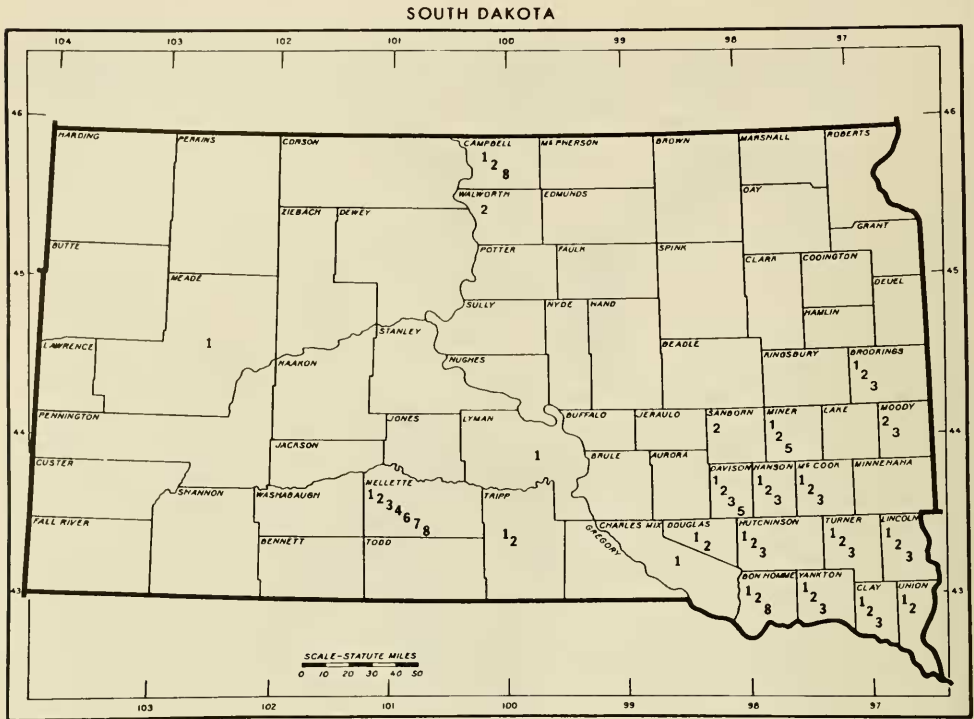 SOUTH DAKOTA
104 103 102 101 100 99 98 97
46 46
HARDING PERKINS CORSON CAMPBELL McPHERSON BROWN MARSHALL ROBERTS
1 2 8
WALWORTH EDMUNDS DAY
2
ZIEBACH DEWEY GRANT
BUTTE POTTER FAULK SPINK CLARK CODINGTON
45 45
MEADE DEUEL
SULLY HYDE HAND HAMLIN
STANLEY
LAWRENCE 1 HAAKON HUGHES BEADLE KINGSBURY BROOKINGS
1 2 3
PENNINGTON JONES LYMAN BUFFALO JERAULD SANBORN MINER LAKE MOODY
2
1 2 5
2 3
44 44
JACKSON 1 BRULE AURORA DAVISON HANSON McCOOK MINNEHAHA
1 2 3 5
1 2 3
1 2 3
CUSTER SHANNON WASHABAUGH MELLETTE TRIPP
1 2 3 4 6 7 8
1 2
FALL RIVER BENNETT TODD GREGORY CHARLES MIX DOUGLAS HUTCHINSON TURNER LINCOLN
1
1 2
1 2 3
1 2 3
1 2 3
43 43
BON HOMME YANKTON CLAY UNION
1 2 8
1 2 3
1 2 3
1 2
SCALE-STATUTE MILES
0 10 20 30 40 50
103 102 101 100 99 98 97